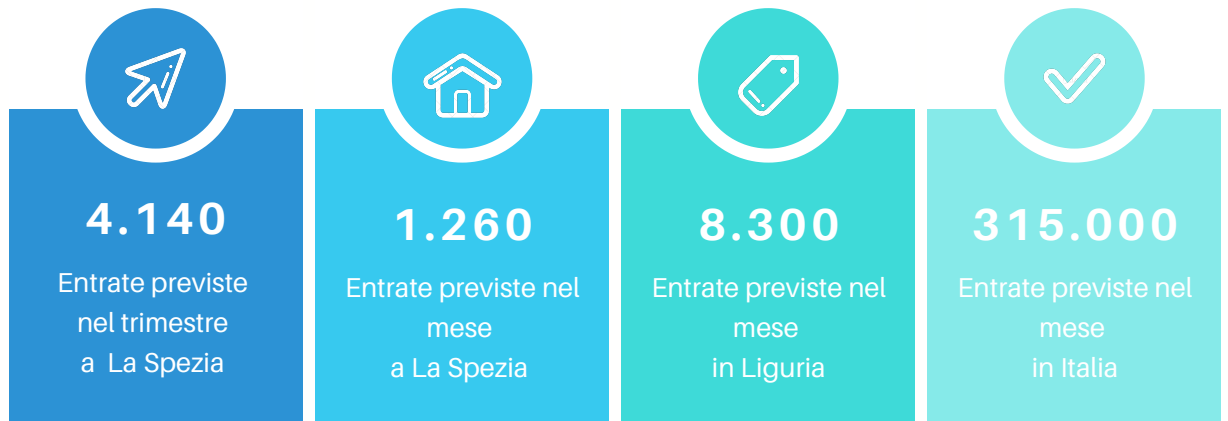 4.140
Entrate previste
nel trimestre
a La Spezia
1.260
Entrate previste nel
mese
a La Spezia
8.300
Entrate previste nel
mese
in Liguria
315.000
Entrate previste nel
mese
in Italia